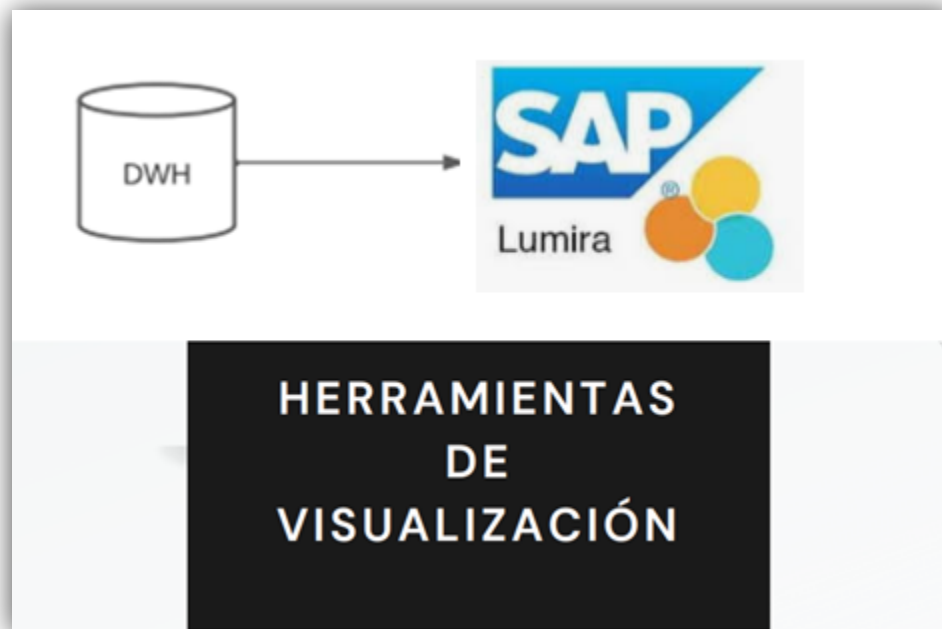 DWH
SAP
®
Lumira
HERRAMIENTAS
DE
VISUALIZACIÓN